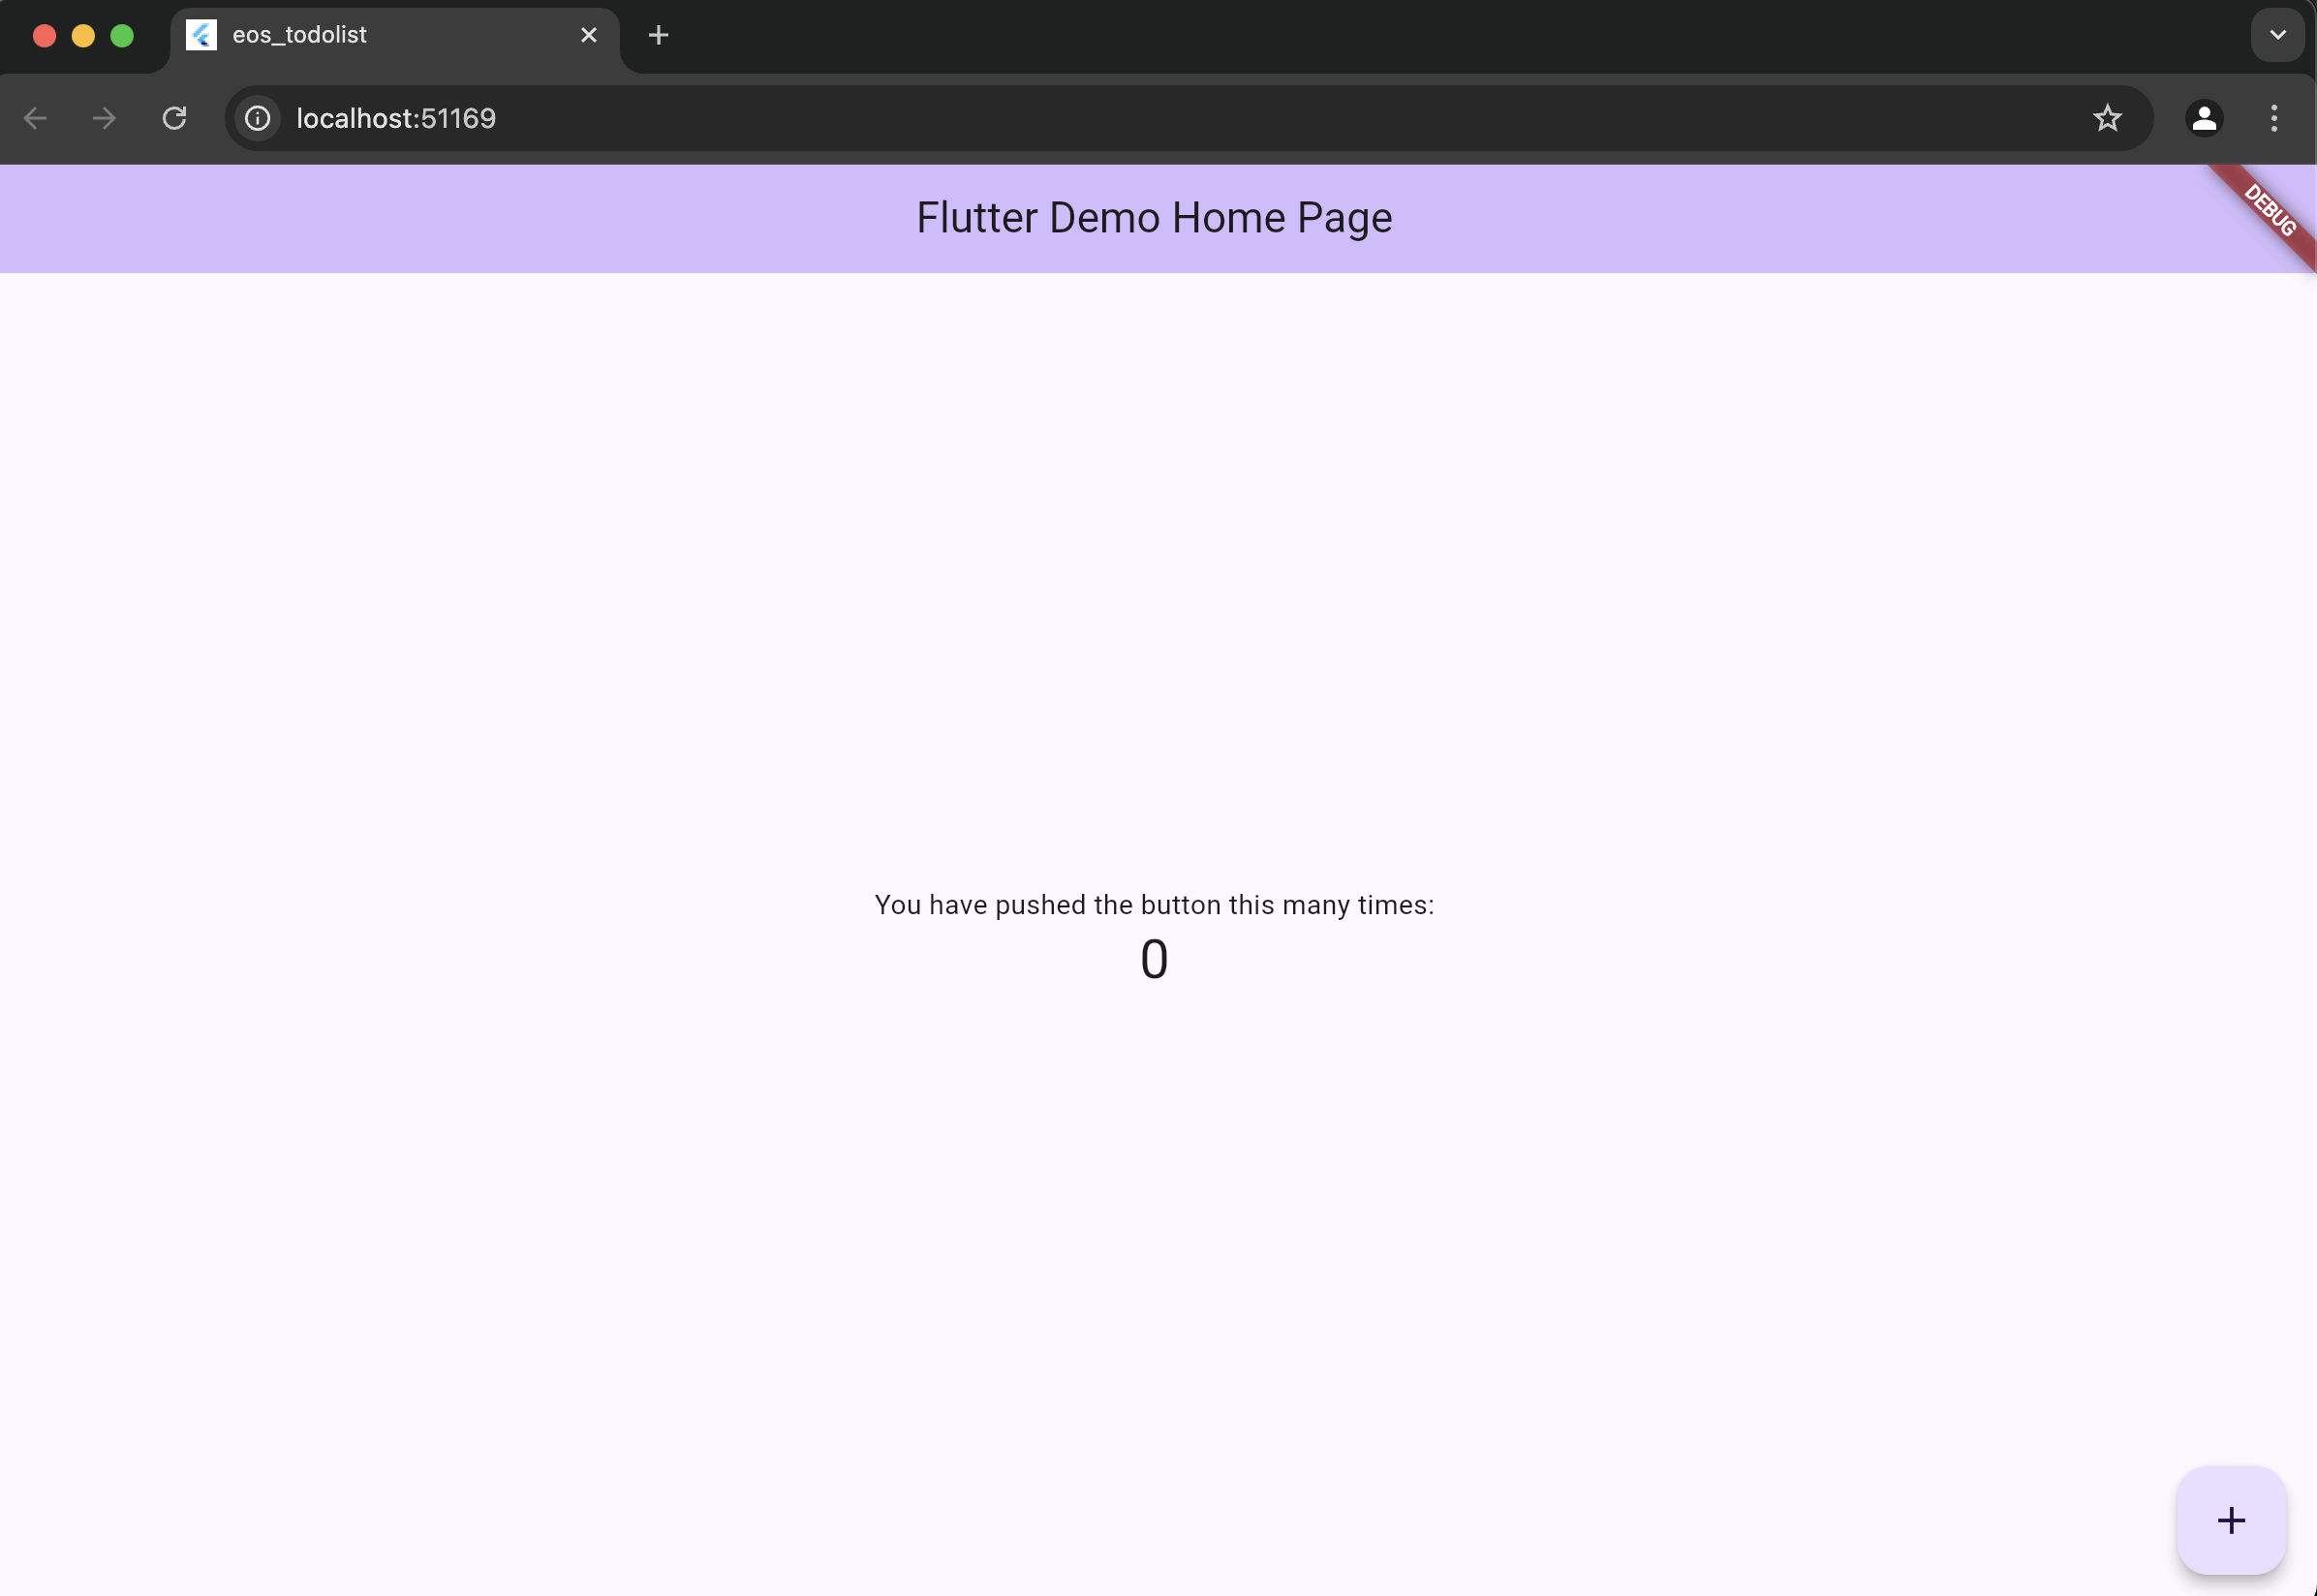 eos_todolist
localhost:51169
Flutter Demo Home Page
DEBUG
You have pushed the button this many times:
0